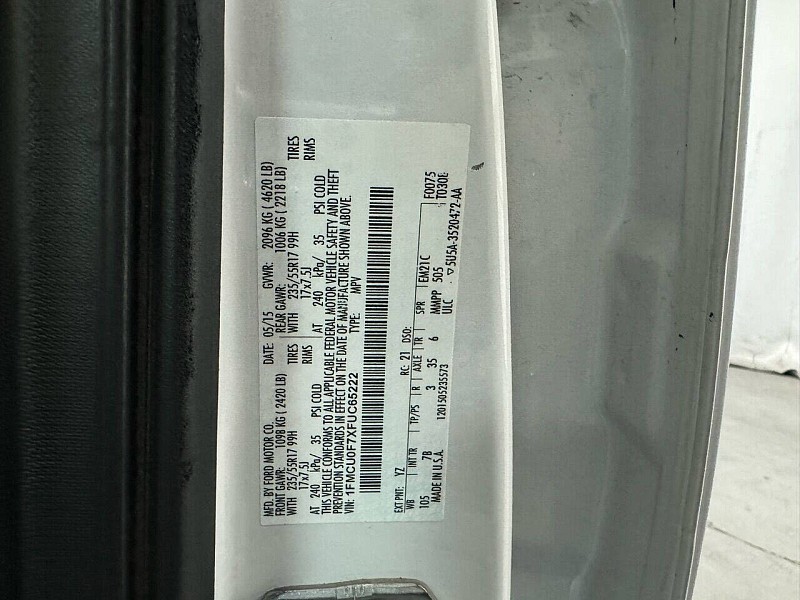 MFD. BY FORD MOTOR CO.
DATE: 05/15 GVWR: 2096 KG ( 4620 LB)
FRONT GAWR: 1098 KG ( 2420 LB)
REAR GAWR: 1006 KG ( 2218 LB)
WITH 235/55R17 99H TIRES
WITH 235/55R17 99H TIRES
17x7.5J RIMS
17x7.5J RIMS
AT 240 kPa/ 35 PSI COLD
AT 240 kPa/ 35 PSI COLD
THIS VEHICLE CONFORMS TO ALL APPLICABLE FEDERAL MOTOR VEHICLE SAFETY AND THEFT
PREVENTION STANDARDS IN EFFECT ON THE DATE OF MANUFACTURE SHOWN ABOVE.
VIN: 1FMCU0F7XFUC65222
TYPE: MPV
EXT PNT: YZ RC: 21 DSO: EM21C F0075
WB INT TR TP/PS R AXLE TR SPR T0308
105 7B 3 35 6 MMPP 505
MADE IN U.S.A. 1201505235573 ULC ▽5U5A-3520472-AA